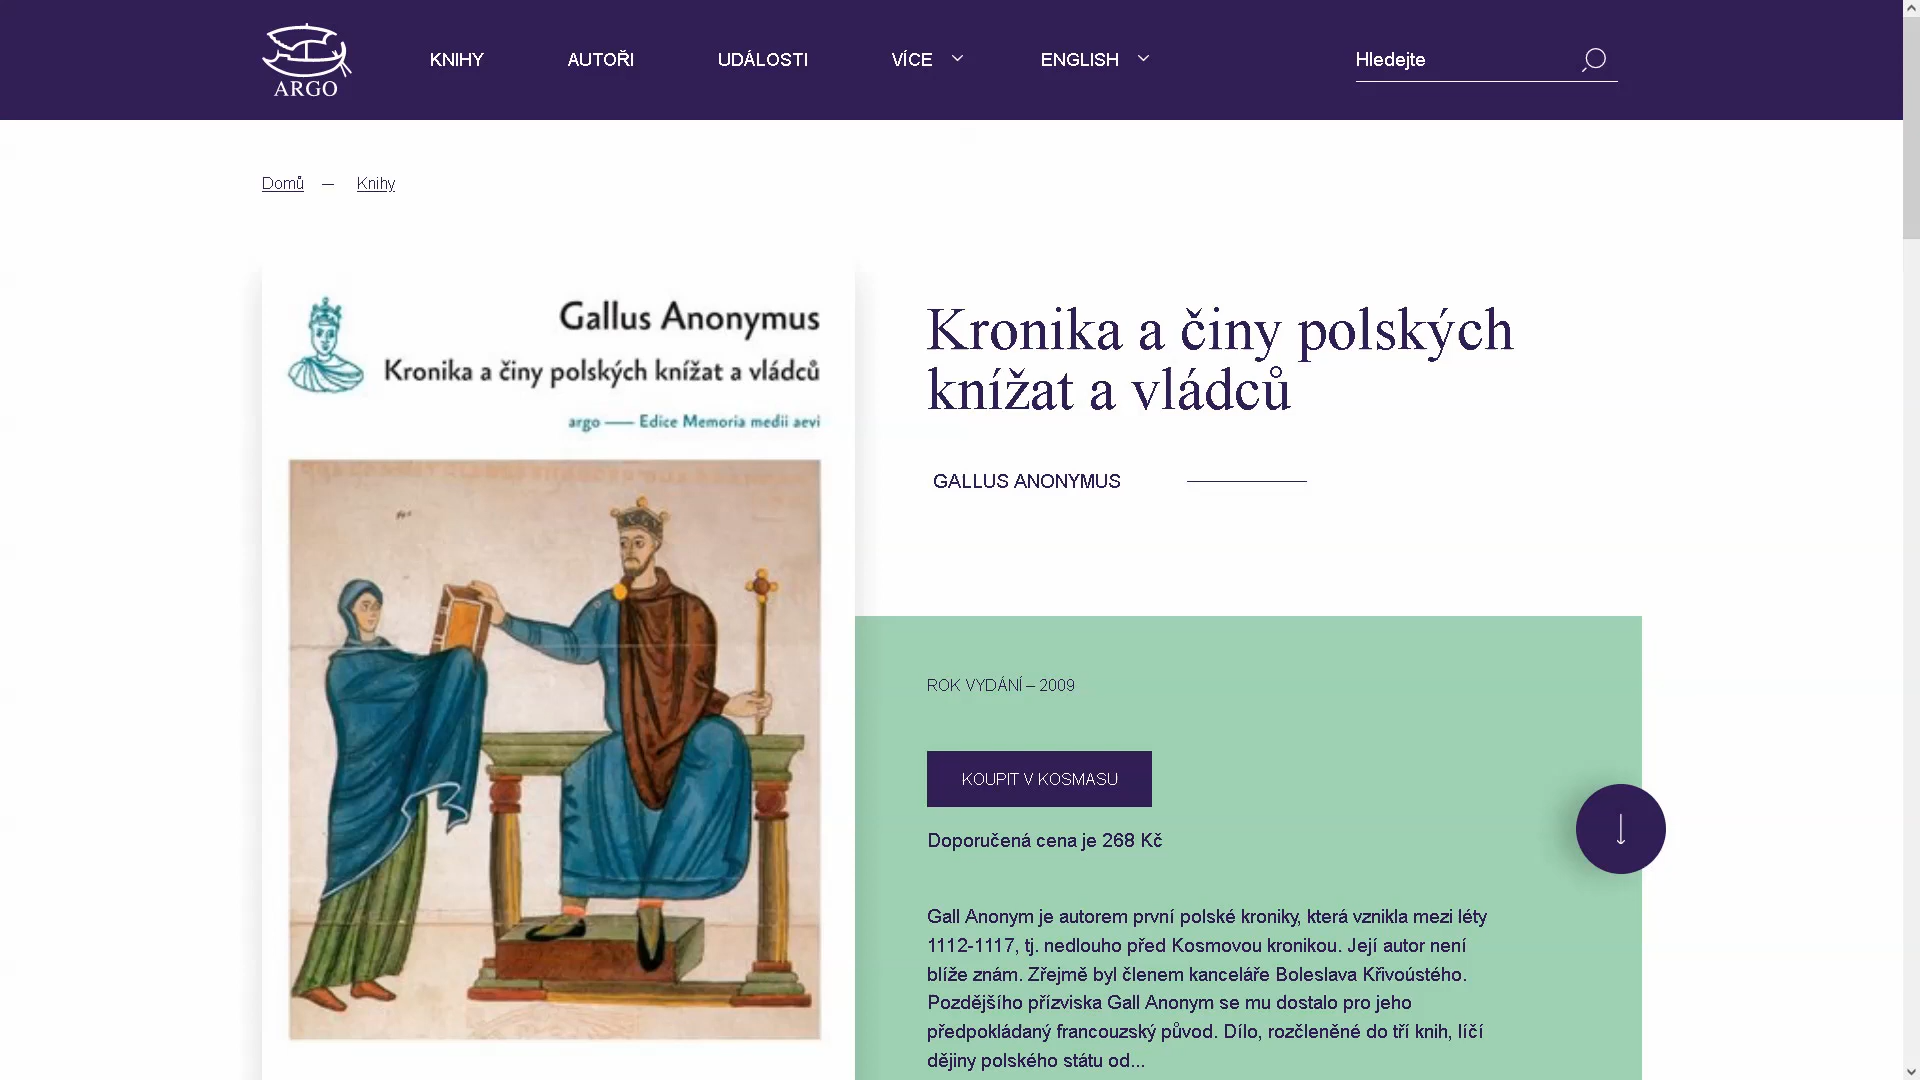 ARGO
KNIHY
AUTOŘI
UDÁLOSTI
VÍCE
ENGLISH
Hledejte
Domů — Knihy
Gallus Anonymus
Kronika a činy polských knížat a vládců
argo — Edice Memoria medii aevi
Kronika a činy polských
knížat a vládců
GALLUS ANONYMUS
ROK VYDÁNÍ – 2009
KOUPIT V KOSMASU
Doporučená cena je 268 Kč
Gall Anonym je autorem první polské kroniky, která vznikla mezi léty
1112-1117, tj. nedlouho před Kosmovou kronikou. Její autor není
blíže znám. Zřejmě byl členem kanceláře Boleslava Křivoústého.
Pozdějšího přízviska Gall Anonym se mu dostalo pro jeho
předpokládaný francouzský původ. Dílo, rozčleněné do tří knih, líčí
dějiny polského státu od...